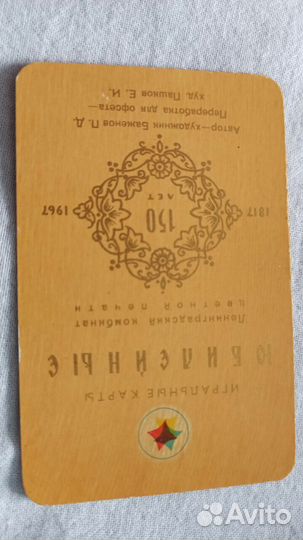 ИГРАЛЬНЫЕ КАРТЫ
ЮБИЛЕЙНЫЕ
Ленинградский комбинат
цветной печати
1817 150 1967
ЛЕТ
Автор—художник Баженов П. Д.
Переработка для офсета—
худ. Пашков Е. И.
Avito